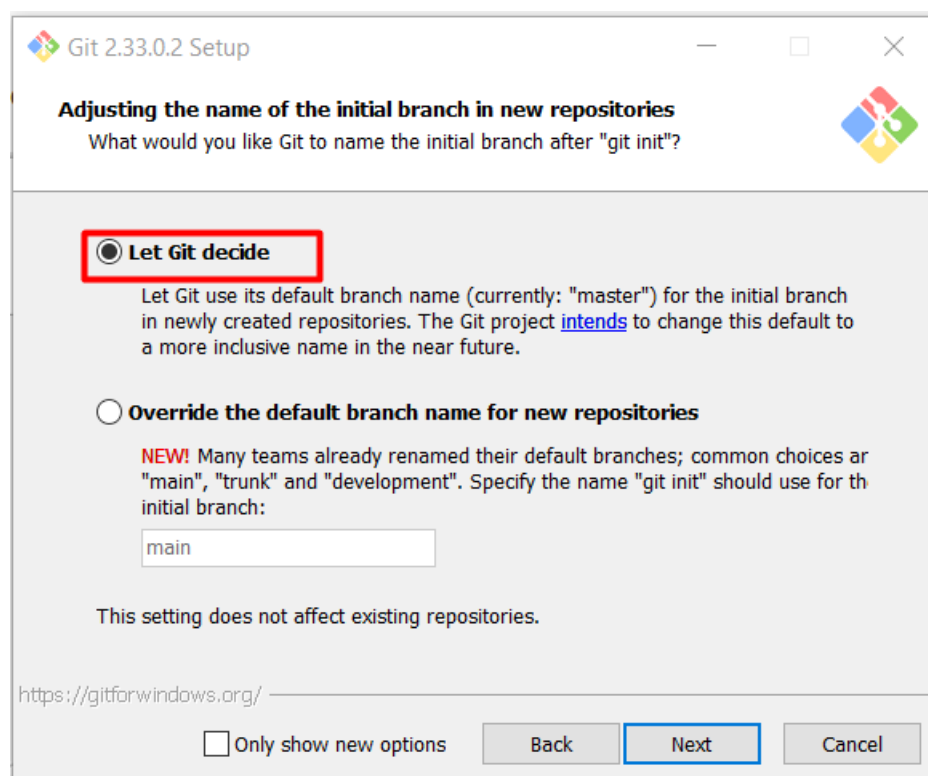 Git 2.33.0.2 Setup
Adjusting the name of the initial branch in new repositories
What would you like Git to name the initial branch after "git init"?
Let Git decide
Let Git use its default branch name (currently: "master") for the initial branch
in newly created repositories. The Git project intends to change this default to
a more inclusive name in the near future.
Override the default branch name for new repositories
NEW! Many teams already renamed their default branches; common choices ar
"main", "trunk" and "development". Specify the name "git init" should use for th
initial branch:
main
This setting does not affect existing repositories.
https://gitforwindows.org/
Only show new options
Back
Next
Cancel